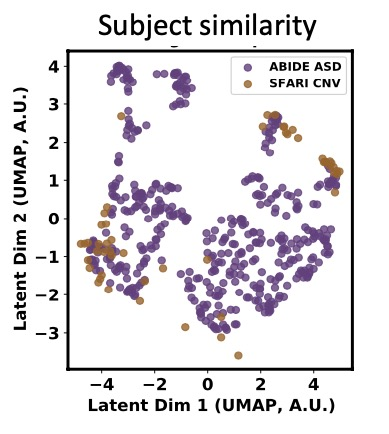 Subject similarity
ABIDE ASD
SFARI CNV
4
3
2
1
0
−1
−2
−3
Latent Dim 2 (UMAP, A.U.)
−4 −2 0 2 4
Latent Dim 1 (UMAP, A.U.)